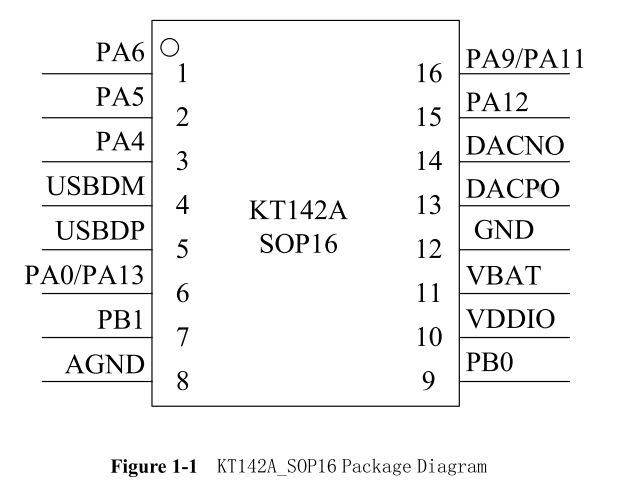 PA6 1 16 PA9/PA11
PA5 2 15 PA12
PA4 3 14 DACNO
USBDM 4 13 DACPO
USBDP 5 12 GND
PA0/PA13 6 11 VBAT
PB1 7 10 VDDIO
AGND 8 9 PB0
KT142A
SOP16
Figure 1-1 KT142A_SOP16 Package Diagram